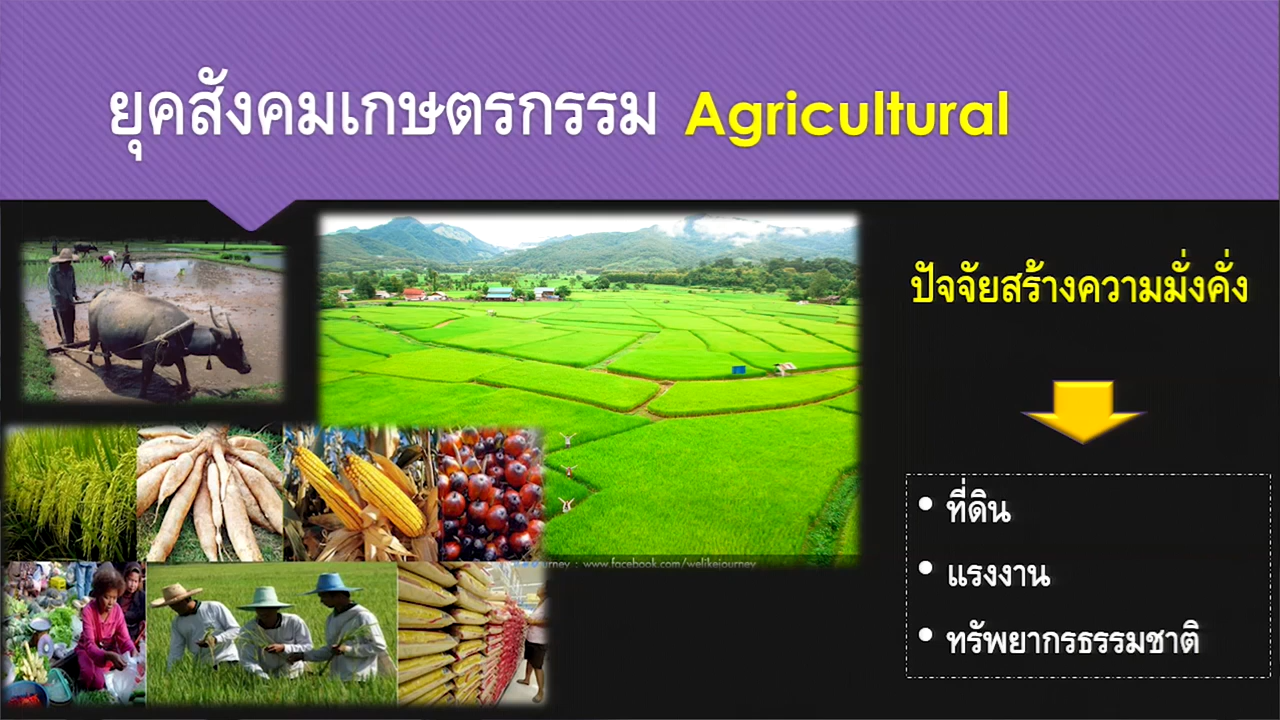 ยุคสังคมเกษตรกรรม Agricultural
ปัจจัยสร้างความมั่งคั่ง
• ที่ดิน
• แรงงาน
• ทรัพยากรธรรมชาติ
journey : www.facebook.com/welikejourney